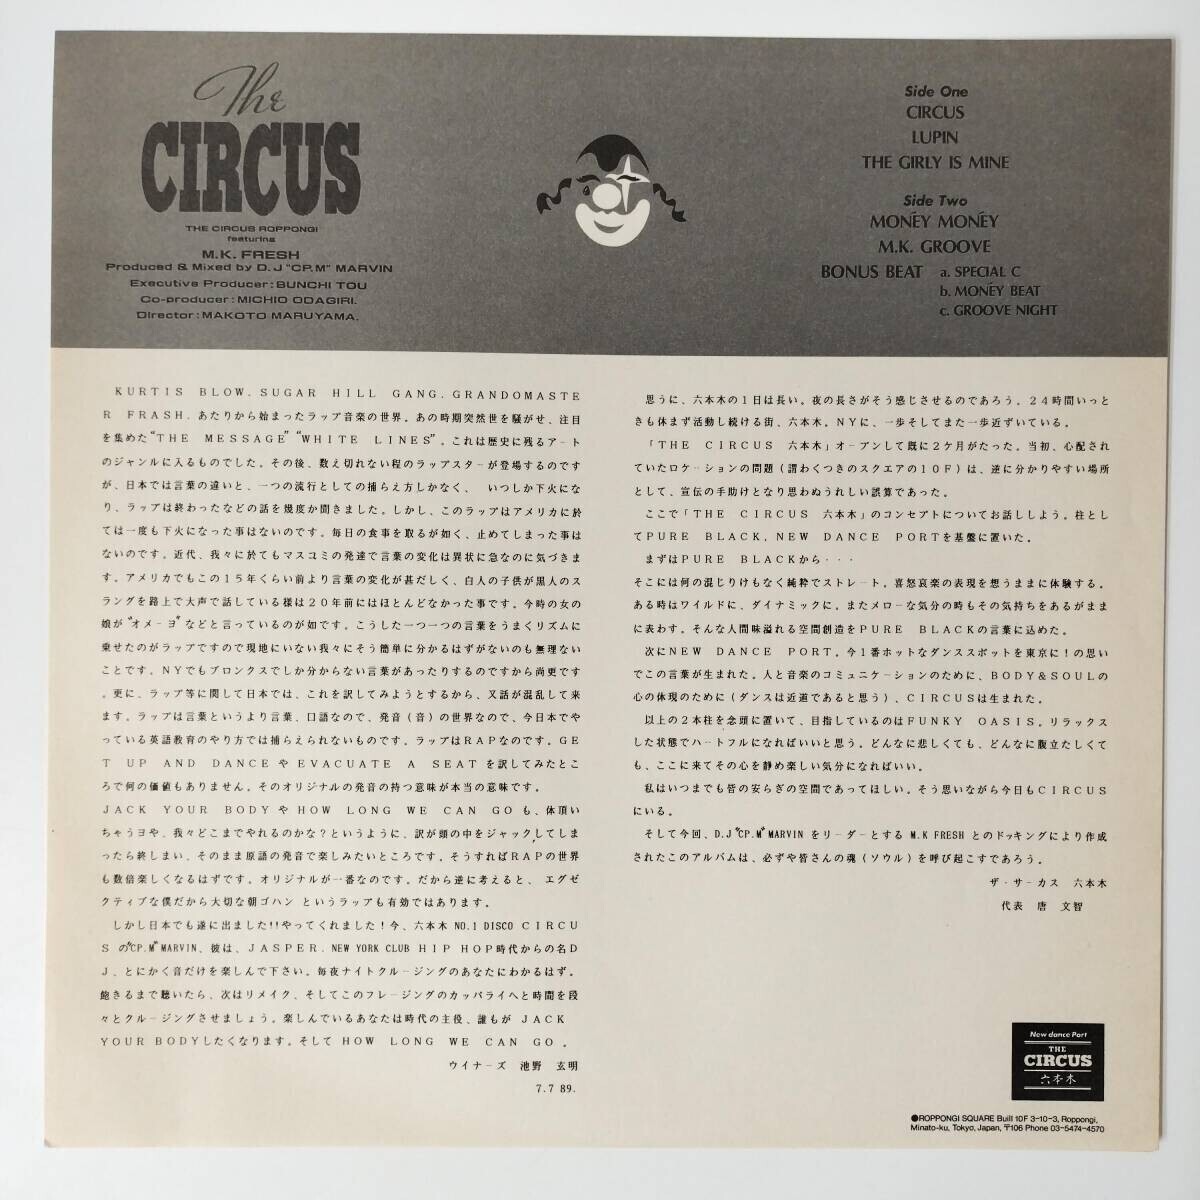 The
CIRCUS
THE CIRCUS ROPPONGI
featuring
M.K. FRESH
Produced & Mixed by D.J "CP.M" MARVIN
Executive Producer : BUNCHI TOU
Co-producer : MICHIO ODAGIRI.
Director : MAKOTO MARUYAMA.
Side One
CIRCUS
LUPIN
THE GIRLY IS MINE
Side Two
MONÉY MONÉY
M.K. GROOVE
BONUS BEAT a. SPECIAL C
b. MONÉY BEAT
c. GROOVE NIGHT
KURTIS BLOW. SUGAR HILL GANG. GRANDOMASTE
R FRASH. あたりから始まったラップ音楽の世界。あの時期突然世を騒がせ、注目
を集めた"THE MESSAGE" "WHITE LINES"。これは歴史に残るアート
のジャンルに入るものでした。その後、数え切れない程のラップスターが登場するのです
が、日本では言葉の違いと、一つの流行としての捕らえ方しかなく、 いつしか下火にな
り、ラップは終わったなどの話を幾度か聞きました。しかし、このラップはアメリカに於
ては一度も下火になった事はないのです。毎日の食事を取るが如く、止めてしまった事は
ないのです。近代、我々に於てもマスコミの発達で言葉の変化は異状に急なのに気づきま
す。アメリカでもこの15年くらい前より言葉の変化が甚だしく、白人の子供が黒人のス
ラングを路上で大声で話している様は20年前にはほとんどなかった事です。今時の女の
娘が"オメーヨ"などと言っているのが如です。こうした一つ一つの言葉をうまくリズムに
乗せたのがラップですので現地にいない我々にそう簡単に分かるはずがないのも無理ない
ことです。NYでもブロンクスでしか分からない言葉があったりするのですから尚更です
。更に、ラップ等に関して日本では、これを訳してみようとするから、又話が混乱して来
ます。ラップは言葉というより言葉、口語なので、発音(音)の世界なので、今日本でや
っている英語教育のやり方では捕らえられないものです。ラップはRAPなのです。GE
T UP AND DANCEやEVACUATE A SEATを訳してみたとこ
ろで何の価値もありません。そのオリジナルの発音の持つ意味が本当の意味です。
JACK YOUR BODYやHOW LONG WE CAN GOも、体頂い
ちゃうヨや、我々どこまでやれるのかな?というように、訳が頭の中をジャックしてしま
ったら終しまい、そのまま原語の発音で楽しみたいところです。そうすればRAPの世界
も数倍楽しくなるはずです。オリジナルが一番なのです。だから逆に考えると、エグゼ
クティブな僕だから大切な朝ゴハン というラップも有効ではあります。
しかし日本でも遂に出ました!!やってくれました!今、六本木 NO.1 DISCO CIRCU
S の"CP.M" MARVIN、彼は、JASPER. NEW YORK CLUB HIP HOP時代からの名D
J。とにかく音だけを楽しんで下さい。毎夜ナイトクルージングのあなたにわかるはず。
飽きるまで聴いたら、次はリメイク、そしてこのフレージングのカッパライへと時間を段
々とクルージングさせましょう。楽しんでいるあなたは時代の主役、誰もが JACK
YOUR BODYしたくなります。そして HOW LONG WE CAN GO。
ウイナーズ 池野 玄明
7.7 89.
思うに、六本木の1日は長い。夜の長さがそう感じさせるのであろう。24時間いっと
きも休まず活動し続ける街、六本木。NYに、一歩そしてまた一歩近ずいている。
「THE CIRCUS 六本木」オープンして既に2ケ月がたった。当初、心配され
ていたロケーションの問題(謂わくつきのスクエアの10F)は、逆に分かりやすい場所
として、宣伝の手助けとなり思わぬうれしい誤算であった。
ここで「THE CIRCUS 六本木」のコンセプトについてお話ししよう。柱とし
てPURE BLACK, NEW DANCE PORTを基盤に置いた。
まずはPURE BLACKから・・・
そこには何の混じりけもなく純粋でストレート。喜怒哀楽の表現を想うままに体験する。
ある時はワイルドに、ダイナミックに。またメローな気分の時もその気持ちをあるがまま
に表わす。そんな人間味溢れる空間創造をPURE BLACKの言葉に込めた。
次にNEW DANCE PORT。今1番ホットなダンススポットを東京に!の思い
でこの言葉が生まれた。人と音楽のコミュニケーションのために、BODY&SOULの
心の体現のために(ダンスは近道であると思う)、CIRCUSは生まれた。
以上の2本柱を念頭に置いて、目指しているのはFUNKY OASIS。リラックス
した状態でハートフルになればいいと思う。どんなに悲しくても、どんなに腹立たしくて
も、ここに来てその心を静め楽しい気分になればいい。
私はいつまでも皆の安らぎの空間であってほしい。そう思いながら今日もCIRCUS
にいる。
そして今回、D.J "CP.M" MARVIN をリーダーとする M.K FRESH とのドッキングにより作成
されたこのアルバムは、必ずや皆さんの魂(ソウル)を呼び起こすであろう。
ザ・サーカス 六本木
代表 唐 文智
New dance Port
THE
CIRCUS
六本木
●ROPPONGI SQUARE Buill 10F 3-10-3, Roppongi,
Minato-ku, Tokyo, Japan, 〒106 Phone 03-5474-4570